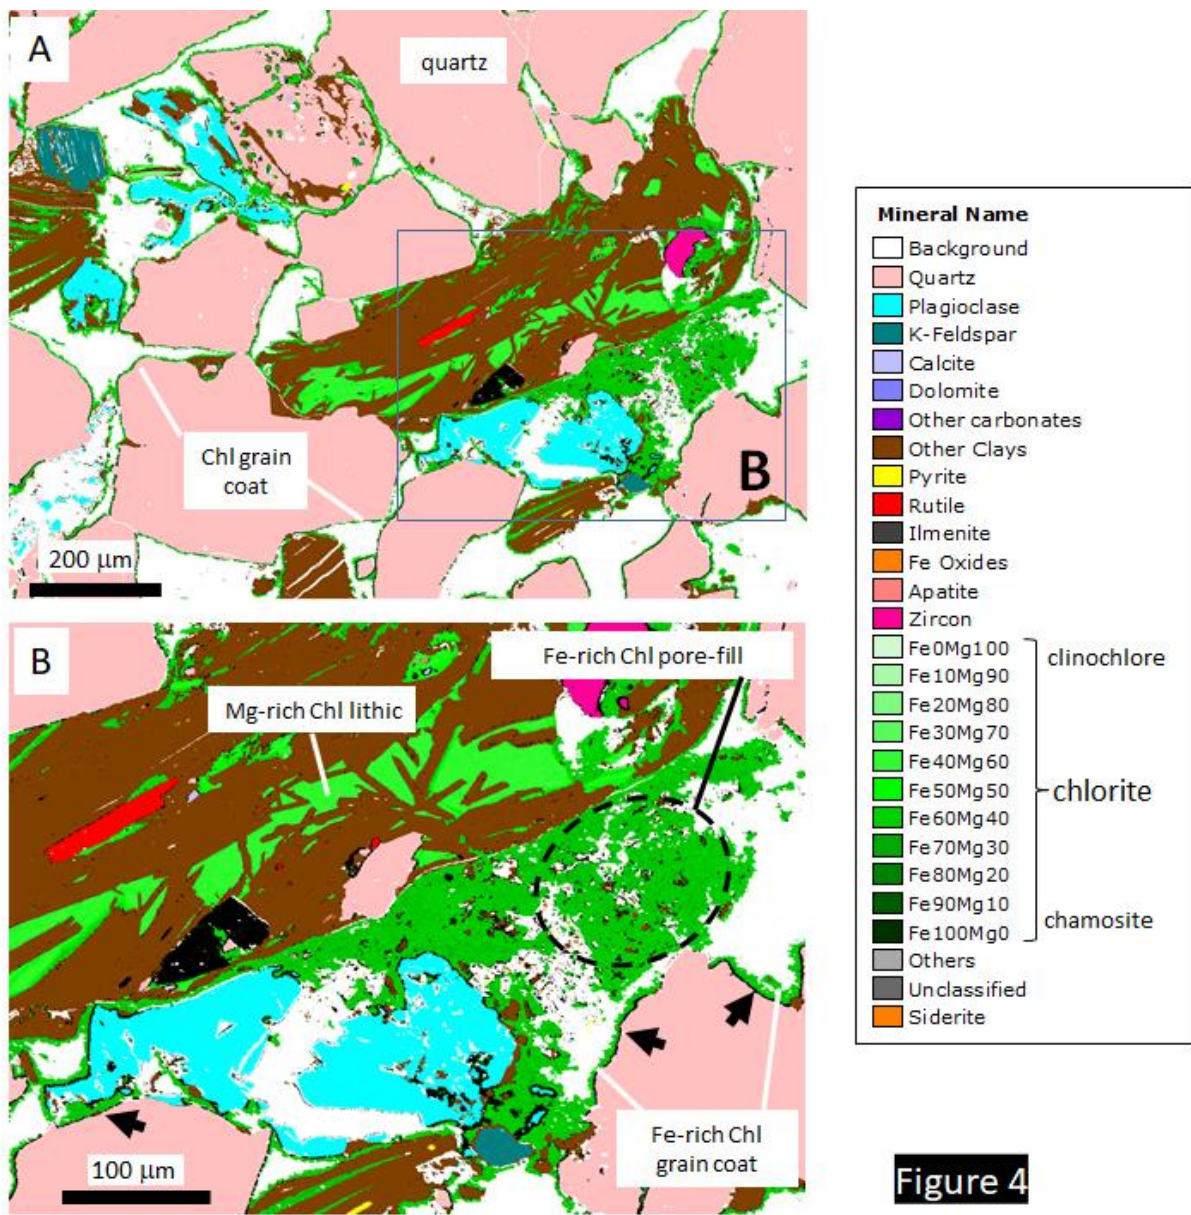 A
quartz
Chl grain
coat
B
200 μm
B
Fe-rich Chl pore-fill
Mg-rich Chl lithic
Fe-rich Chl
grain coat
100 μm
Mineral Name
Background
Quartz
Plagioclase
K-Feldspar
Calcite
Dolomite
Other carbonates
Other Clays
Pyrite
Rutile
Ilmenite
Fe Oxides
Apatite
Zircon
Fe0Mg100
Fe10Mg90
Fe20Mg80
Fe30Mg70
Fe40Mg60
Fe50Mg50
Fe60Mg40
Fe70Mg30
Fe80Mg20
Fe90Mg10
Fe100Mg0
Others
Unclassified
Siderite
clinochlore
chlorite
chamosite
Figure 4